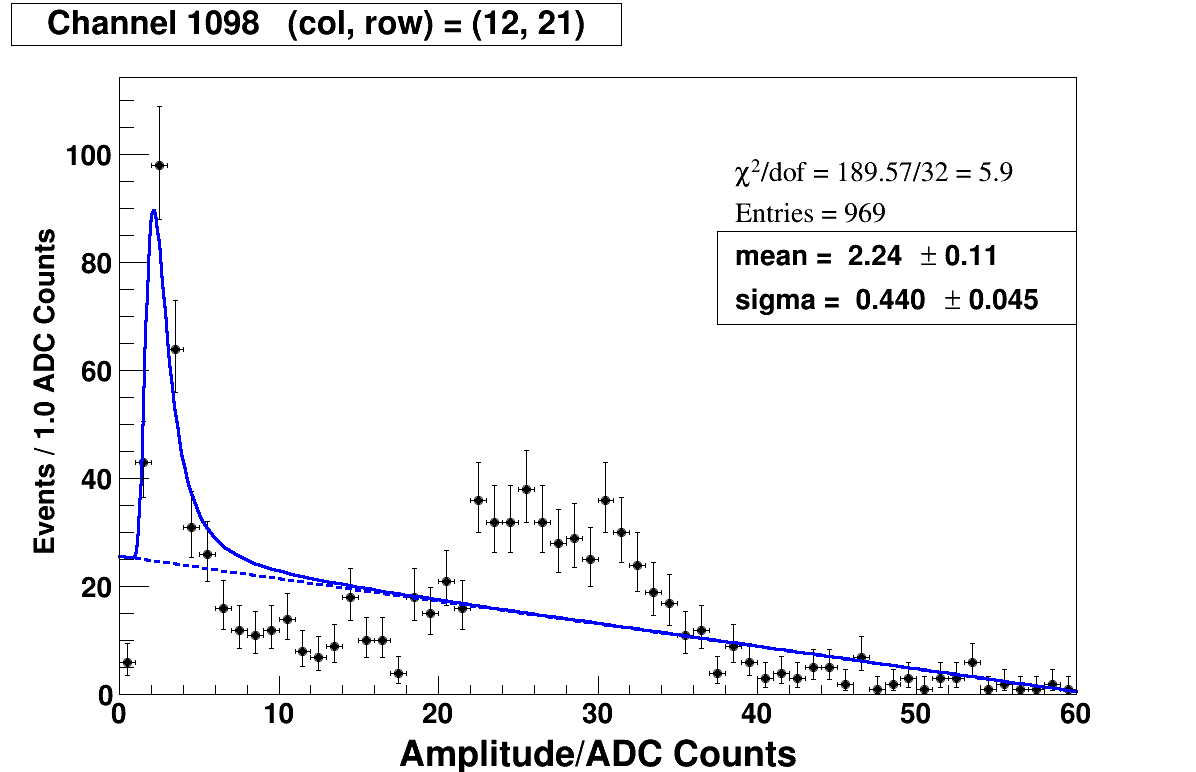 Channel 1098 (col, row) = (12, 21)
χ²/dof = 189.57/32 = 5.9
Entries = 969
mean = 2.24 ± 0.11
sigma = 0.440 ± 0.045
Events / 1.0 ADC Counts
100
80
60
40
20
0
0 10 20 30 40 50 60
Amplitude/ADC Counts